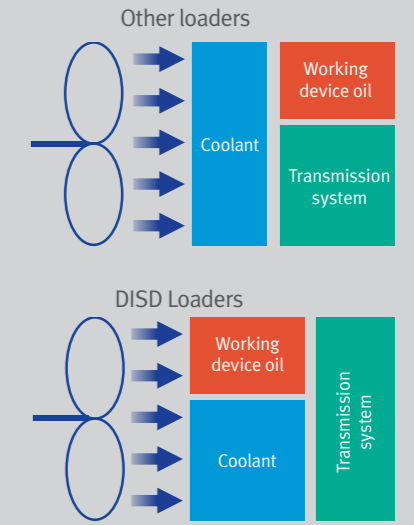 Other loaders
Working
device oil
Coolant
Transmission
system
DISD Loaders
Working
device oil
Coolant
Transmission
system